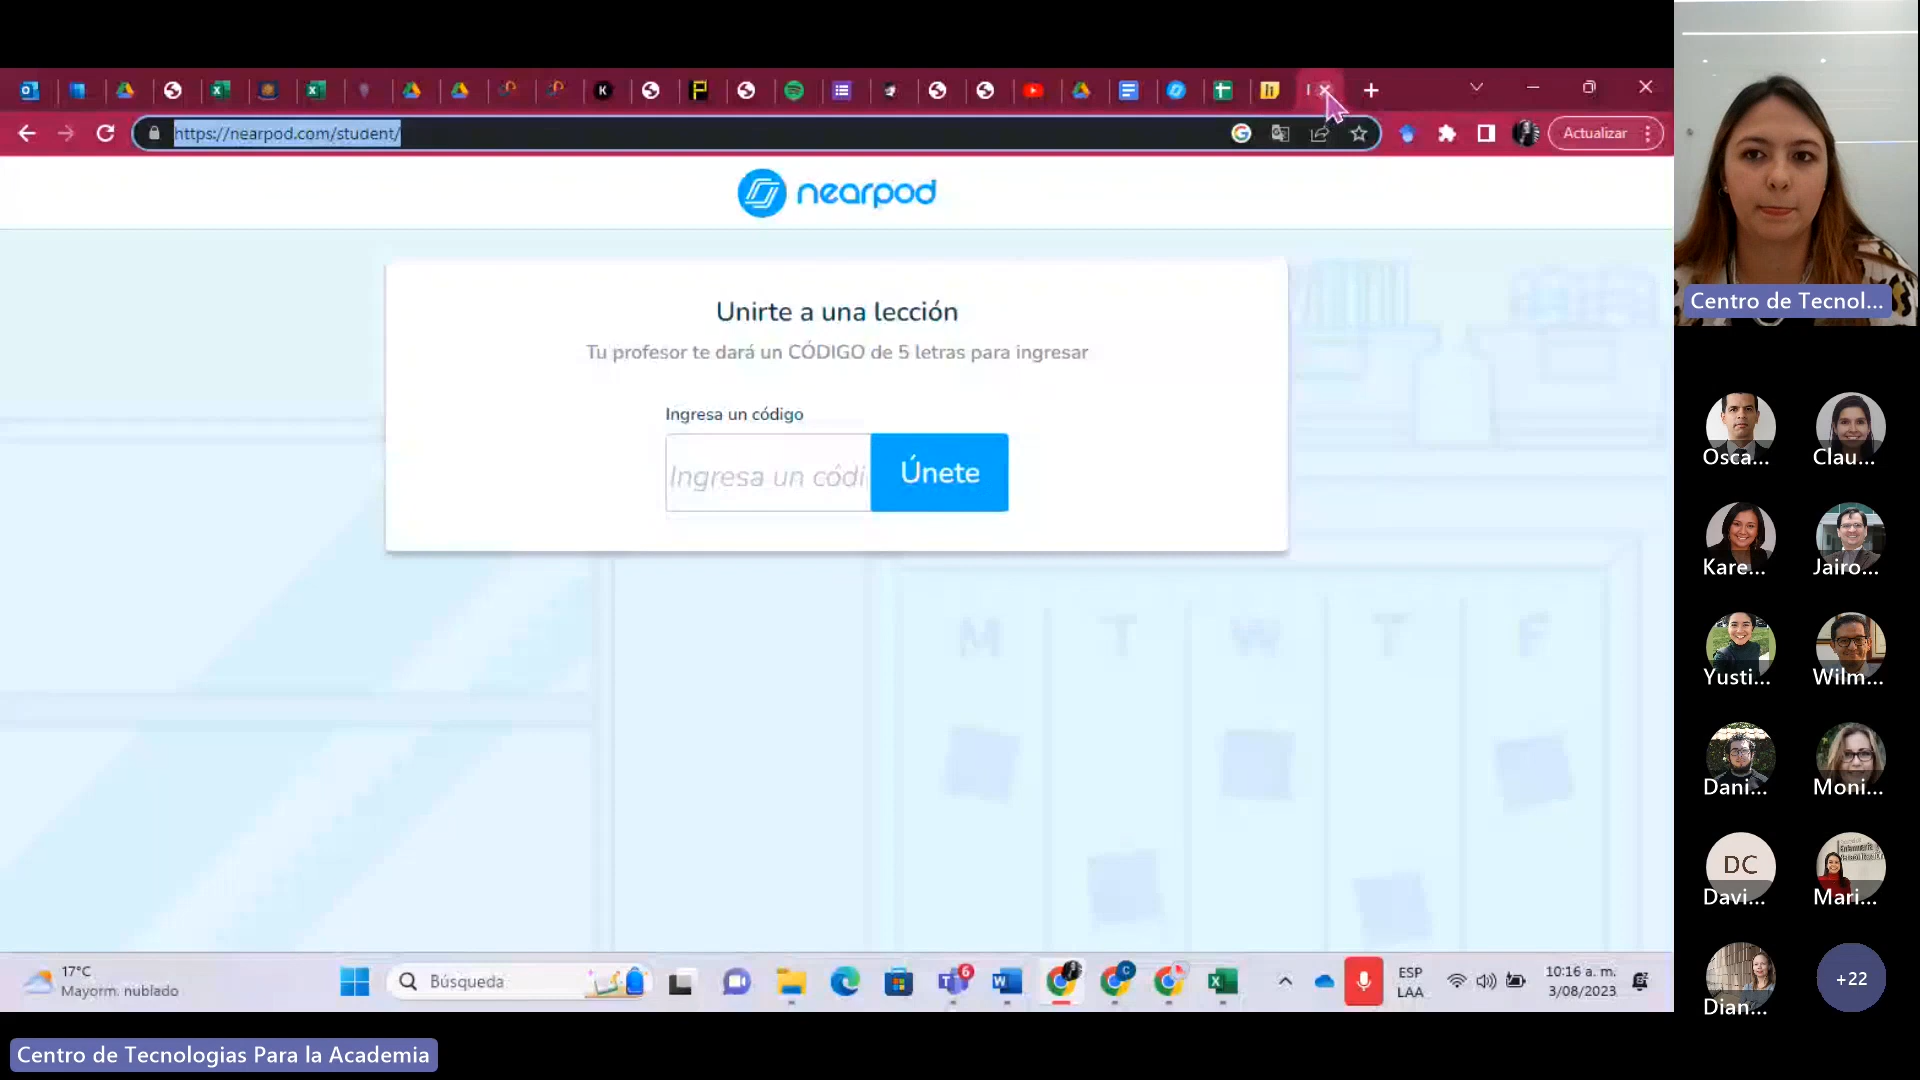 https://nearpod.com/student/
Actualizar
nearpod
Unirte a una lección
Tu profesor te dará un CÓDIGO de 5 letras para ingresar
Ingresa un código
Ingresa un códi
Únete
M T W T F
17°C
Mayorm. nublado
Búsqueda
6
ESP
LAA
10:16 a. m.
3/08/2023
Centro de Tecnol...
Osca...
Clau...
Kare...
Jairo...
Yusti...
Wilm...
Dani...
Moni...
DC
Davi...
Mari...
Dian...
+22
Centro de Tecnologias Para la Academia